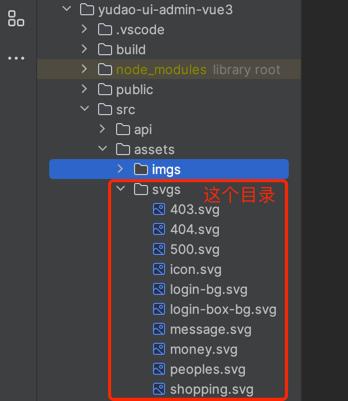 yudao-ui-admin-vue3
.vscode
build
node_modules library root
public
src
api
assets
imgs
svgs 这个目录
403.svg
404.svg
500.svg
icon.svg
login-bg.svg
login-box-bg.svg
message.svg
money.svg
peoples.svg
shopping.svg